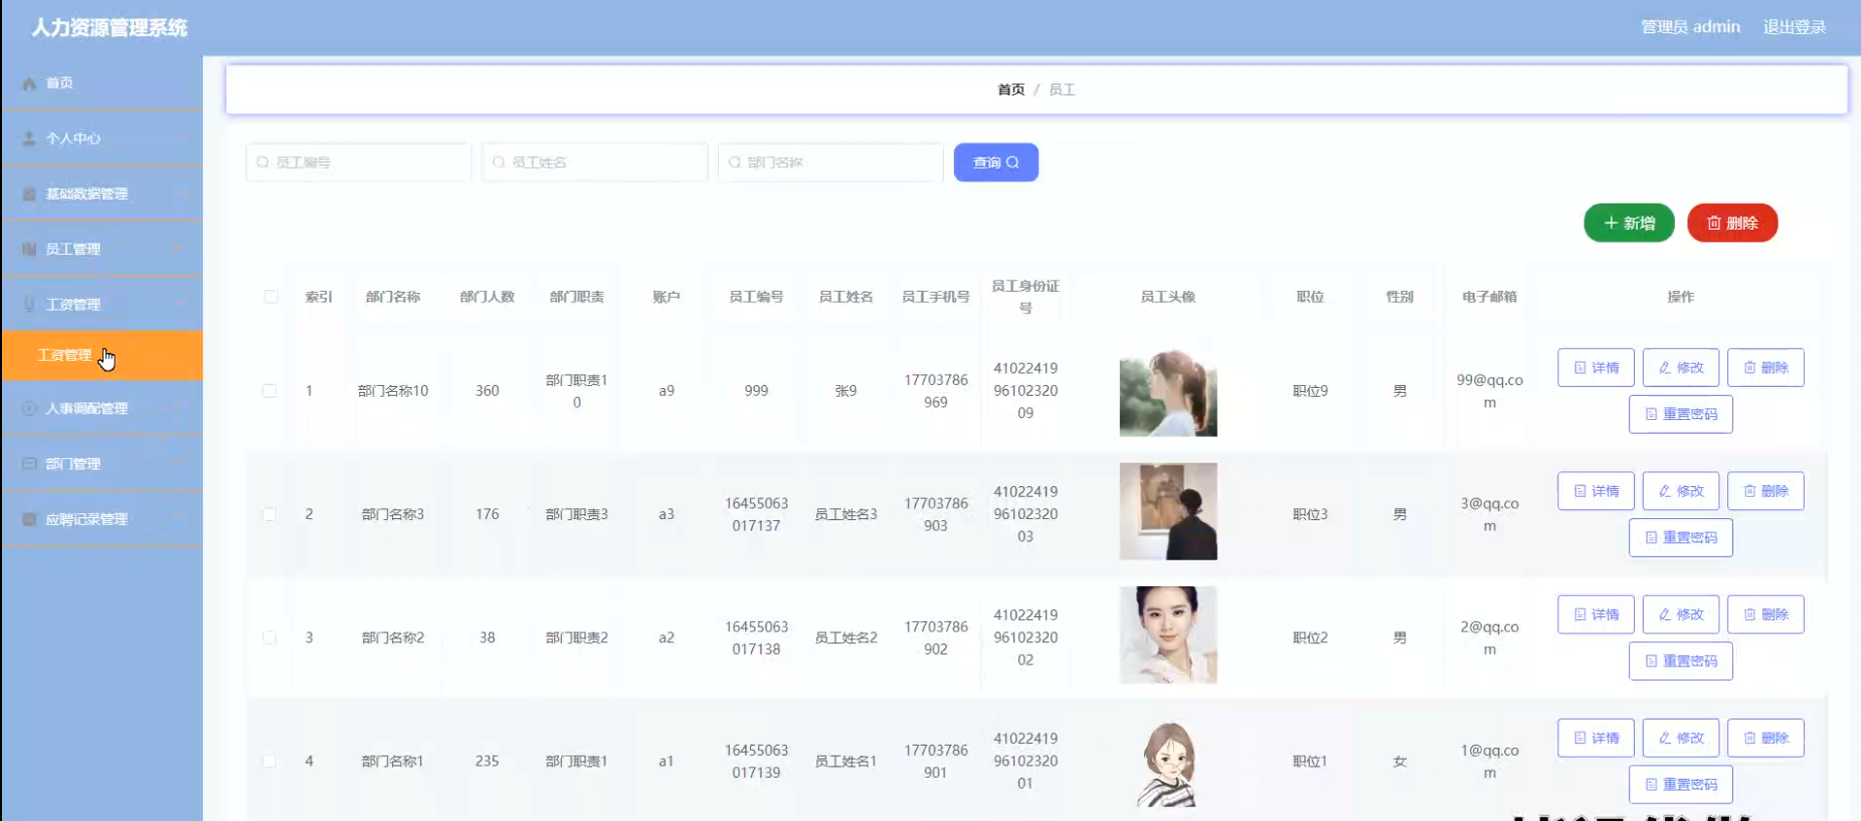 人力资源管理系统
管理员 admin 退出登录
首页
个人中心
基础数据管理
员工管理
工资管理
工资管理
人事调配管理
部门管理
应聘记录管理
首页 / 员工
员工编号 员工姓名 部门名称 查询
新增 删除
索引 部门名称 部门人数 部门职责 账户 员工编号 员工姓名 员工手机号 员工身份证号 员工头像 职位 性别 电子邮箱 操作
1 部门名称10 360 部门职责10 a9 999 张9 17703786969 410224199610232009 职位9 男 99@qq.com 详情 修改 删除
重置密码
2 部门名称3 176 部门职责3 a3 16455063017137 员工姓名3 17703786903 410224199610232003 职位3 男 3@qq.com 详情 修改 删除
重置密码
3 部门名称2 38 部门职责2 a2 16455063017138 员工姓名2 17703786902 410224199610232002 职位2 男 2@qq.com 详情 修改 删除
重置密码
4 部门名称1 235 部门职责1 a1 16455063017139 员工姓名1 17703786901 410224199610232001 职位1 女 1@qq.com 详情 修改 删除
重置密码